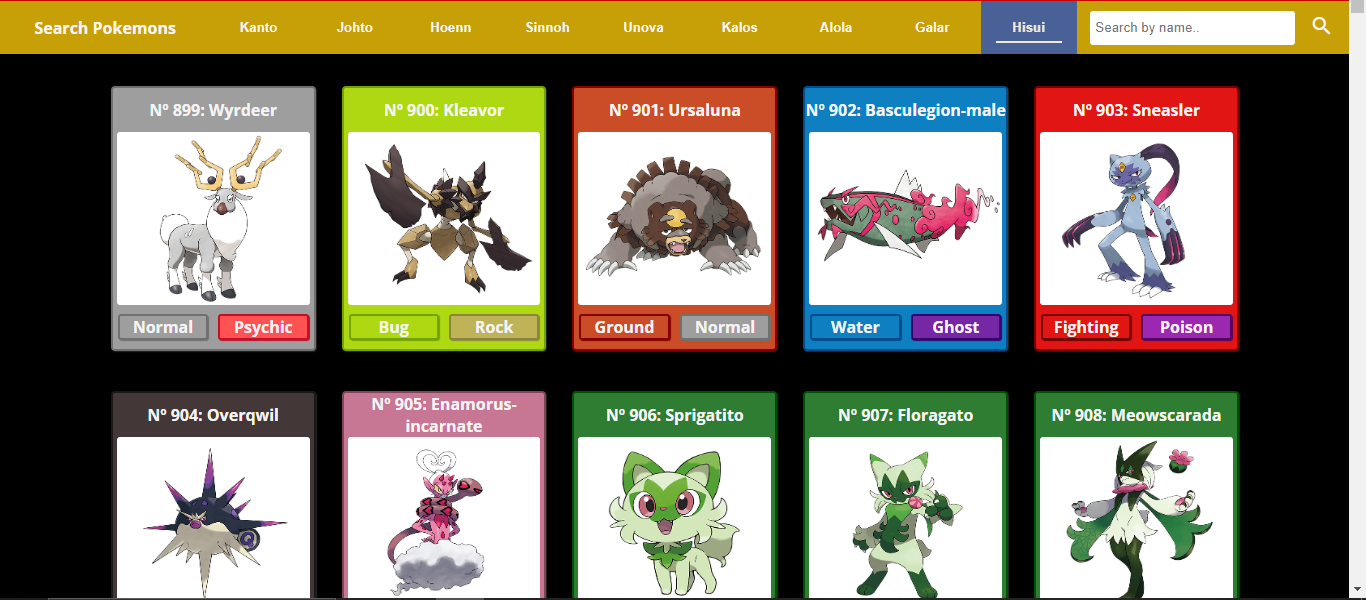 Search Pokemons
Kanto
Johto
Hoenn
Sinnoh
Unova
Kalos
Alola
Galar
Hisui
Search by name..
Nº 899: Wyrdeer
Normal
Psychic
Nº 900: Kleavor
Bug
Rock
Nº 901: Ursaluna
Ground
Normal
Nº 902: Basculegion-male
Water
Ghost
Nº 903: Sneasler
Fighting
Poison
Nº 904: Overqwil
Nº 905: Enamorus-
incarnate
Nº 906: Sprigatito
Nº 907: Floragato
Nº 908: Meowscarada